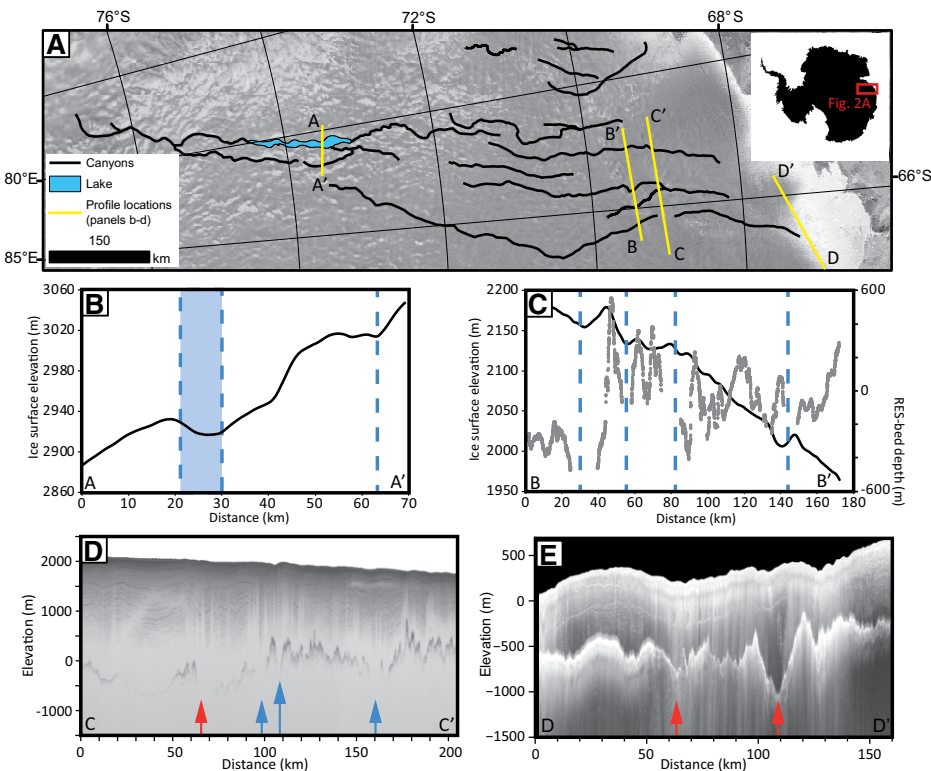 76°S 72°S 68°S
A
Fig. 2A
A
A'
B'
C'
B
C
D'
D
Canyons
Lake
Profile locations
(panels b-d)
150
km
80°E
85°E
66°S
B
3060
3020
2980
2940
2900
2860
Ice surface elevation (m)
A A'
0 10 20 30 40 50 60 70
Distance (km)
C
2200
2150
2100
2050
2000
1950
Ice surface elevation (m)
600
0
-600
RES-bed depth (m)
B B'
0 20 40 60 80 100 120 140 160 180
Distance (km)
D
2000
1000
0
-1000
Elevation (m)
C C'
0 50 100 150 200
Distance (km)
E
500
0
−500
−1000
−1500
Elevation (m)
D D'
0 50 100 150
Distance (km)